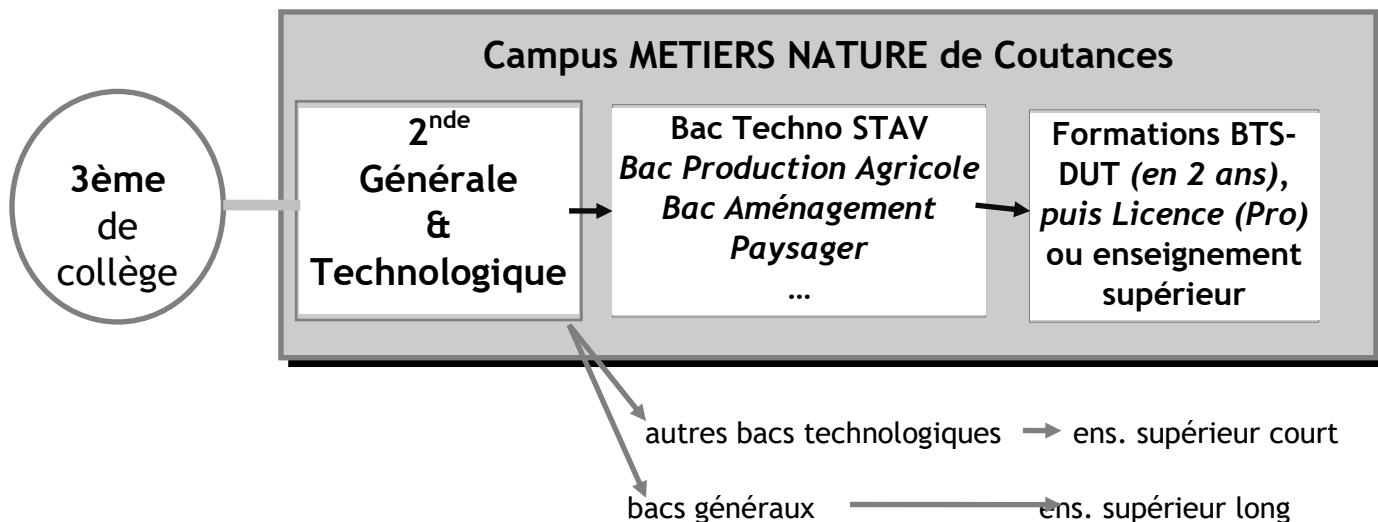 Campus METIERS NATURE de Coutances
3ème
de
collège
2nde
Générale
&
Technologique
Bac Techno STAV
Bac Production Agricole
Bac Aménagement
Paysager
...
Formations BTS-
DUT (en 2 ans),
puis Licence (Pro)
ou enseignement
supérieur
autres bacs technologiques
ens. supérieur court
bacs généraux
ens. supérieur long